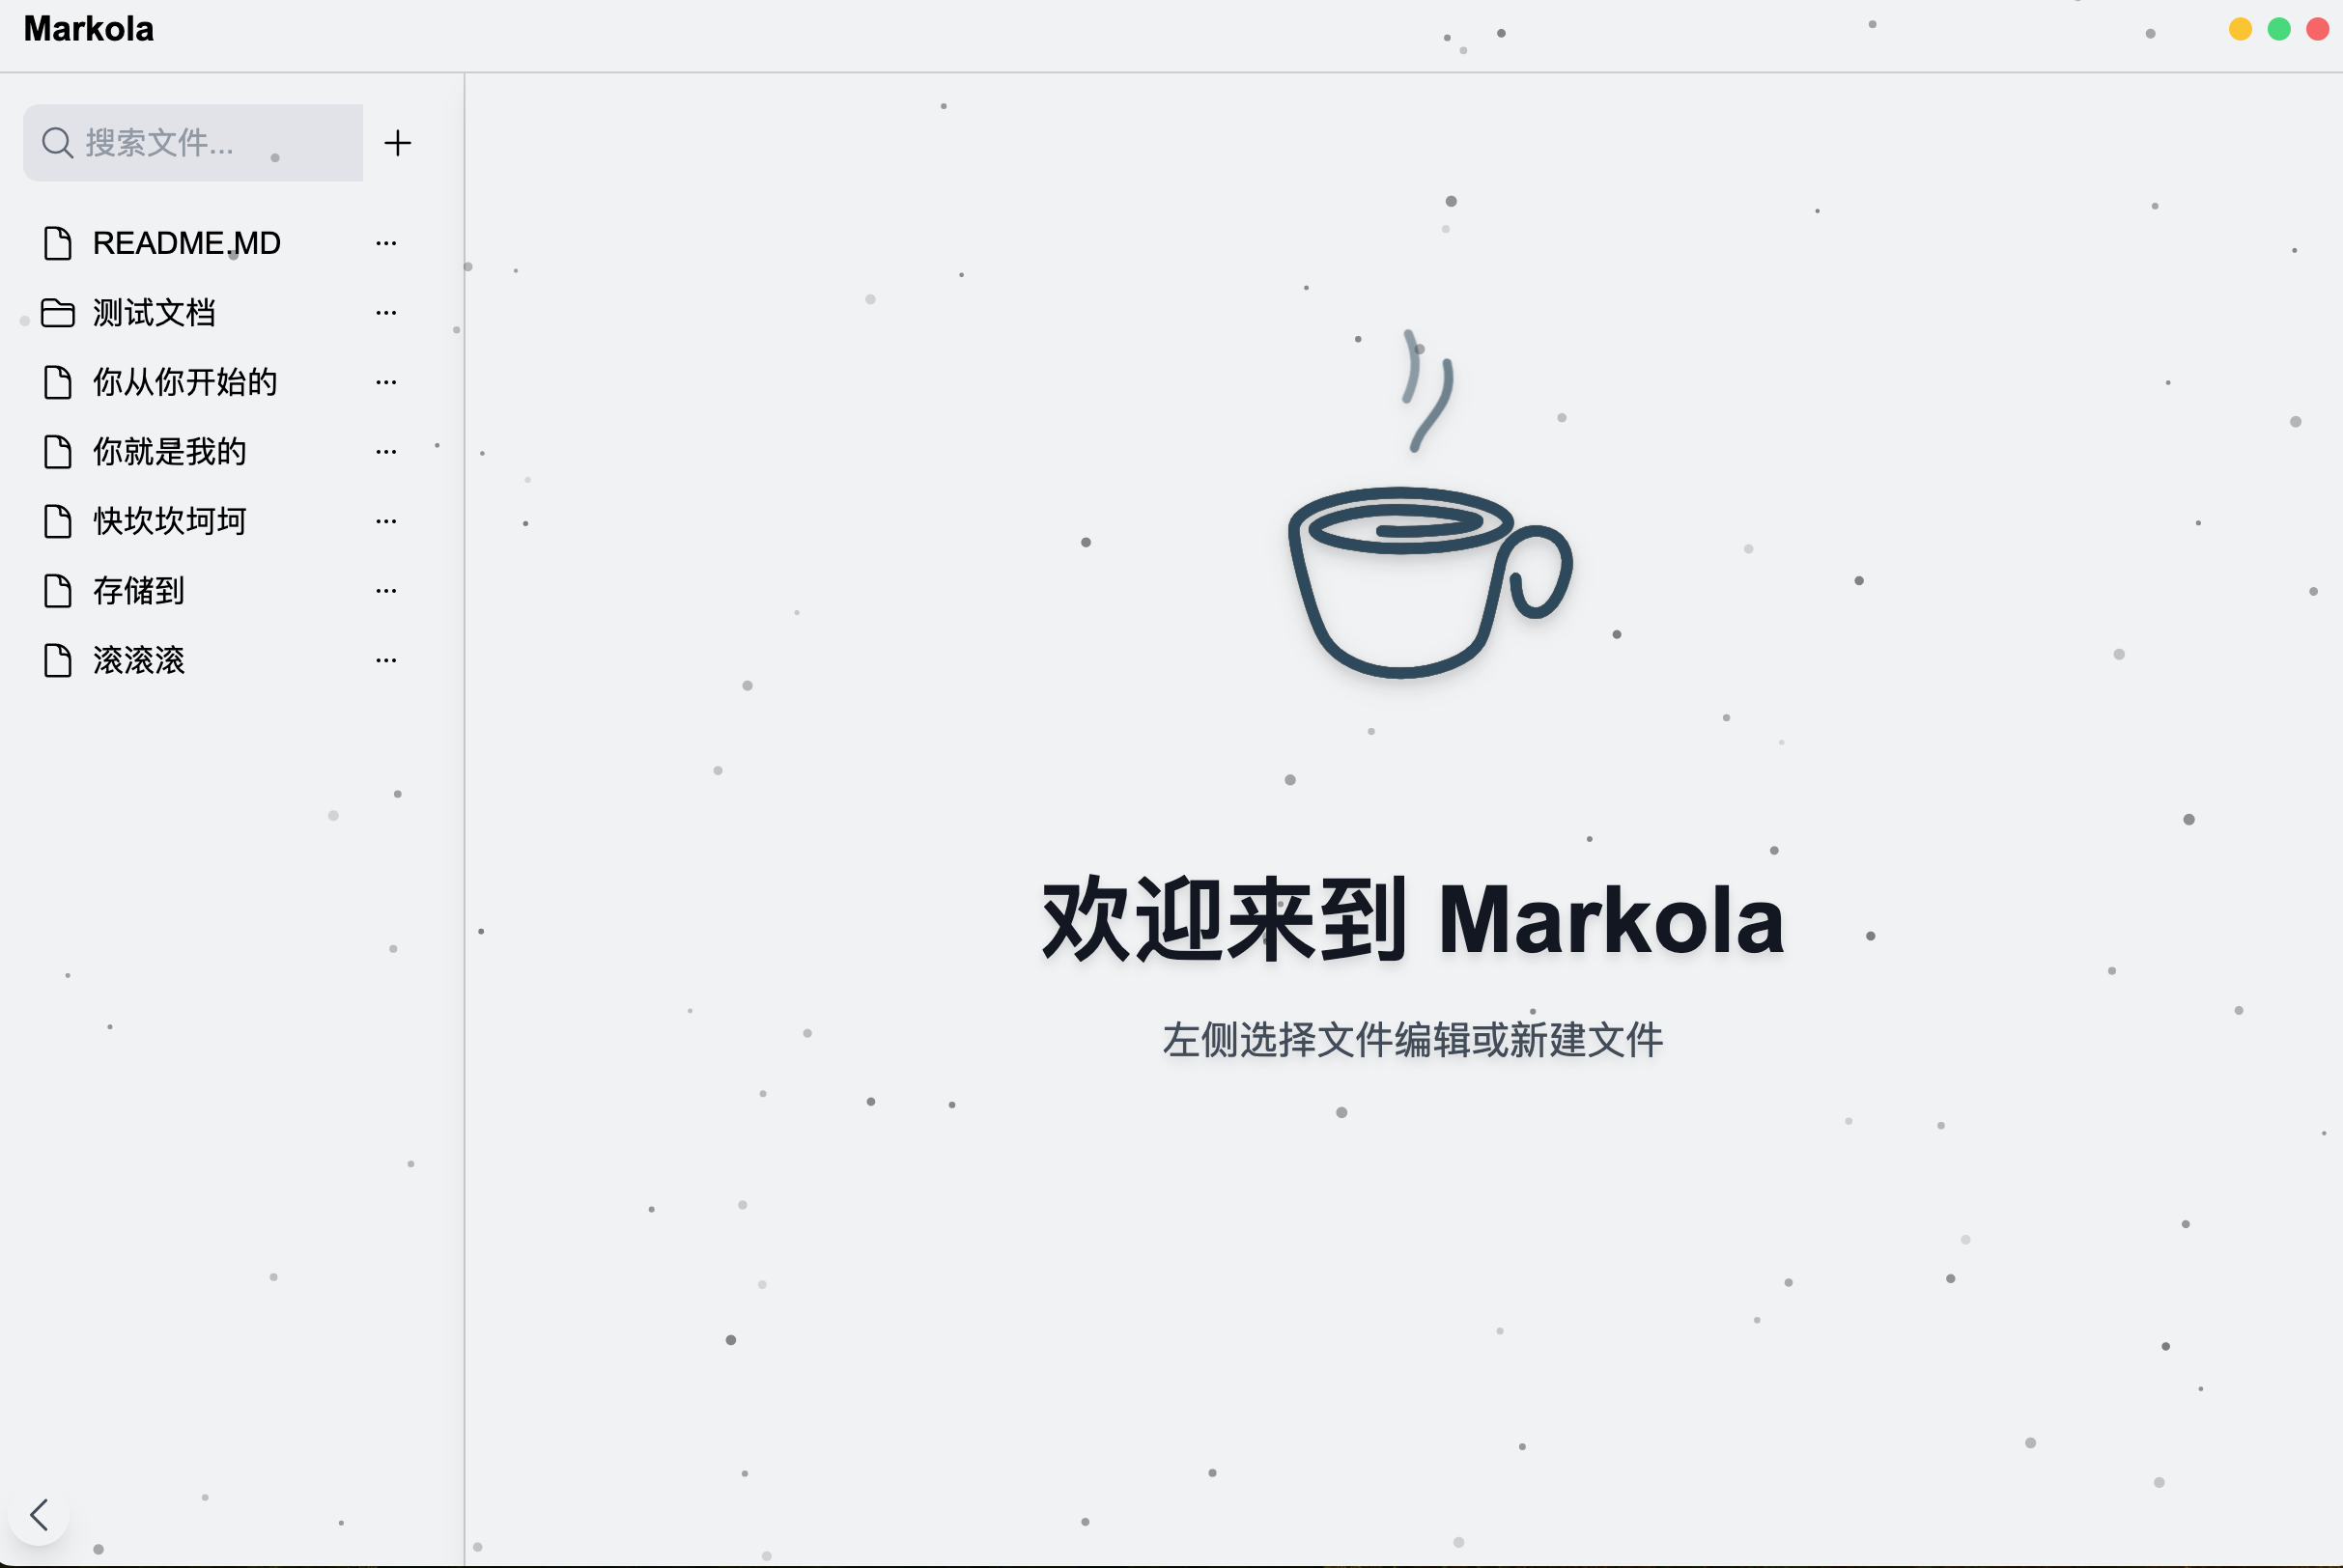 Markola
搜索文件...
README.MD
测试文档
你从你开始的
你就是我的
快坎坎坷坷
存储到
滚滚滚
欢迎来到 Markola
左侧选择文件编辑或新建文件